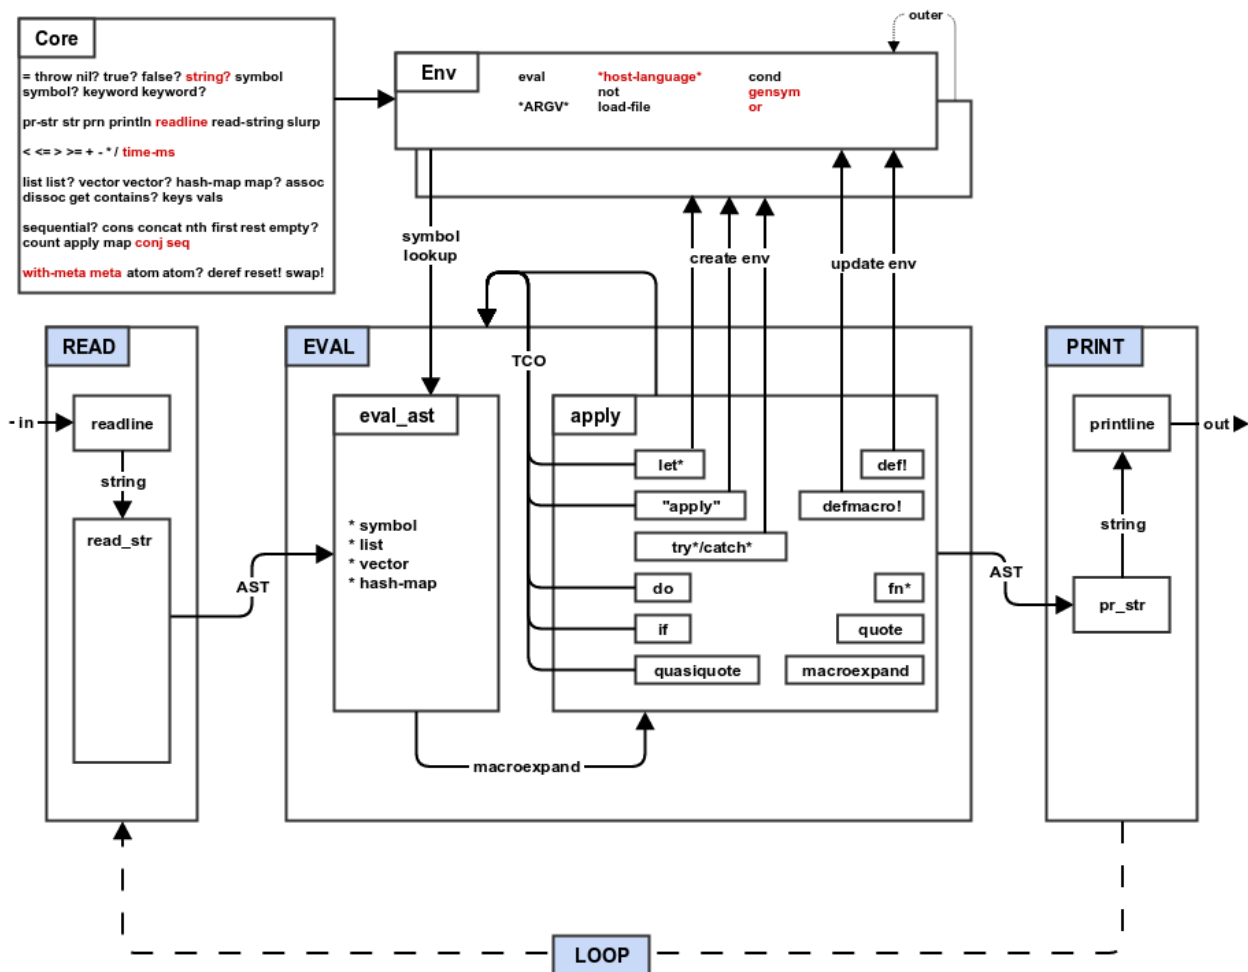 outer
Core
= throw nil? true? false? string? symbol
symbol? keyword keyword?
pr-str str prn println readline read-string slurp
< <= > >= + - * / time-ms
list list? vector vector? hash-map map? assoc
dissoc get contains? keys vals
sequential? cons concat nth first rest empty?
count apply map conj seq
with-meta meta atom atom? deref reset! swap!
Env
eval *host-language* cond
not gensym
*ARGV* load-file or
symbol
lookup
create env
update env
READ
in
readline
string
read_str
AST
EVAL
TCO
eval_ast
* symbol
* list
* vector
* hash-map
macroexpand
apply
let*
def!
"apply"
defmacro!
try*/catch*
do
fn*
if
quote
quasiquote
macroexpand
AST
PRINT
printline
out
string
pr_str
LOOP